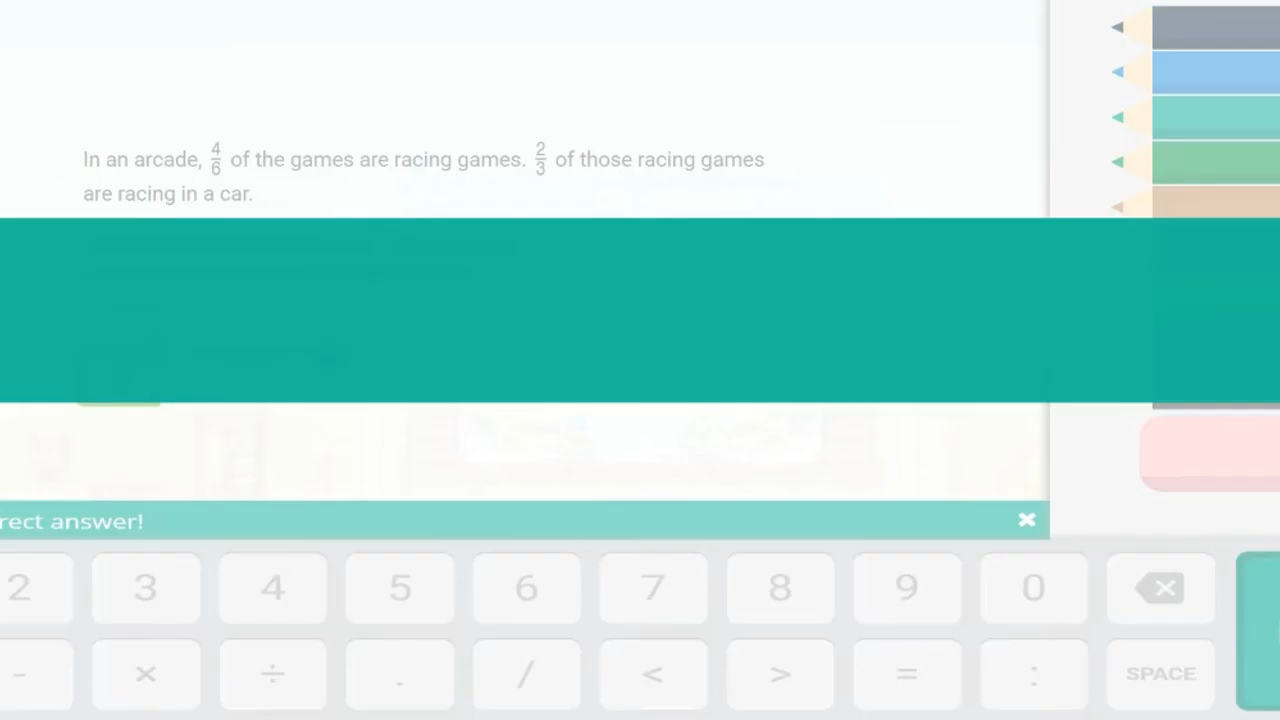 In an arcade, 4/6 of the games are racing games. 2/3 of those racing games
are racing in a car.
rect answer!
2 3 4 5 6 7 8 9 0
- × ÷ . / < > = : SPACE